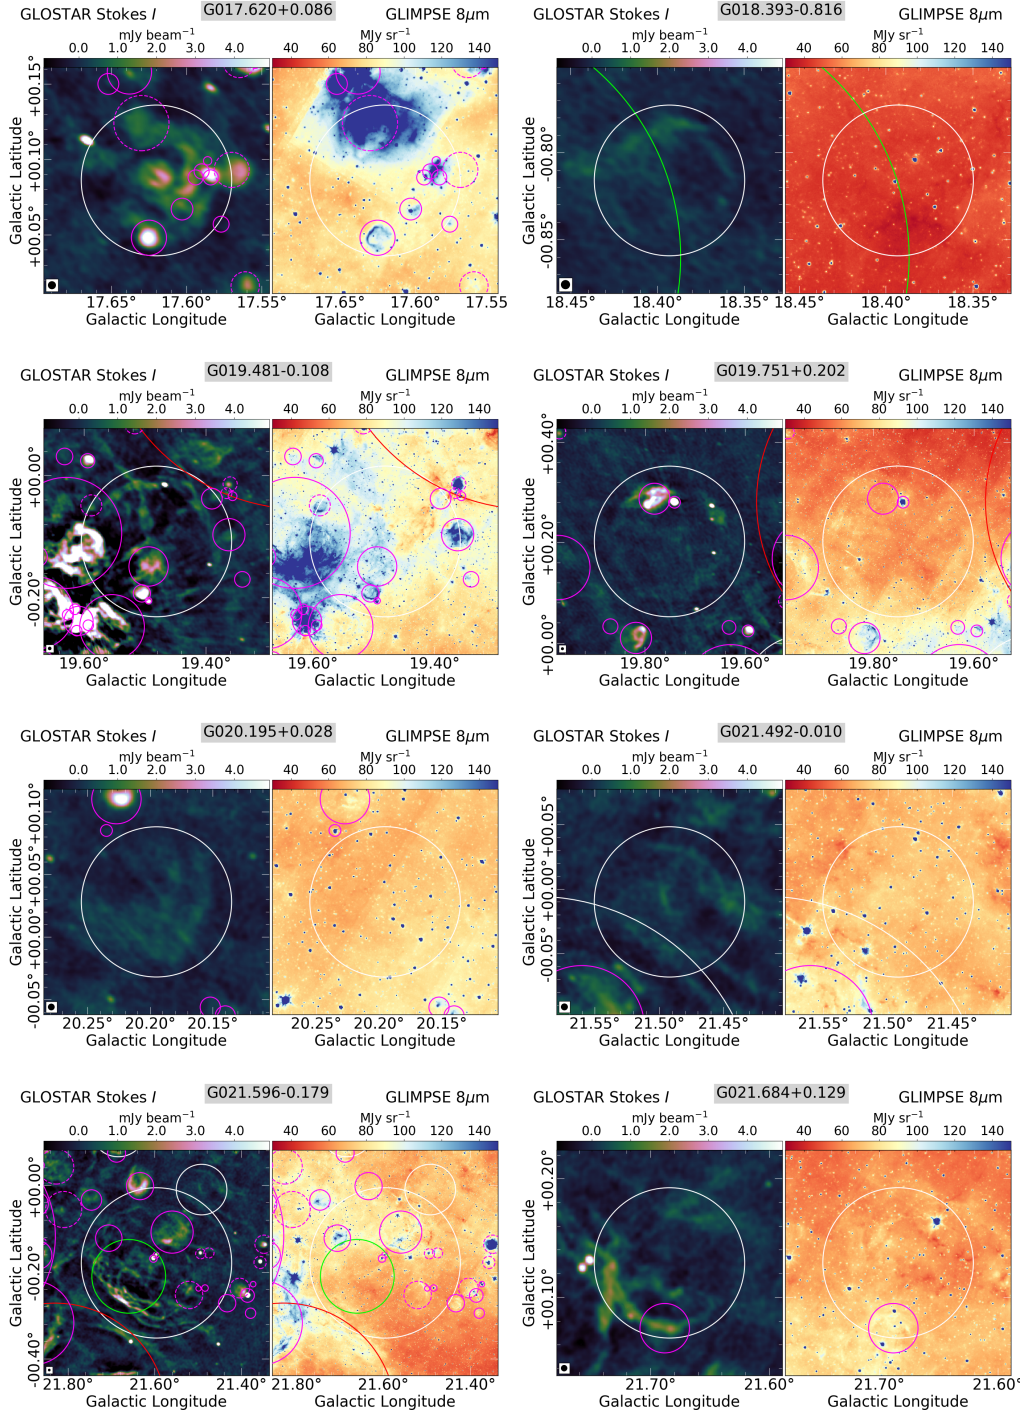 GLOSTAR Stokes I G017.620+0.086 GLIMPSE 8μm
mJy beam⁻¹ MJy sr⁻¹
0.0 1.0 2.0 3.0 4.0 40 60 80 100 120 140
Galactic Latitude
+00.15°
+00.10°
+00.05°
17.65° 17.60° 17.55° 17.65° 17.60° 17.55°
Galactic Longitude Galactic Longitude
GLOSTAR Stokes I G018.393-0.816 GLIMPSE 8μm
mJy beam⁻¹ MJy sr⁻¹
0.0 1.0 2.0 3.0 4.0 40 60 80 100 120 140
Galactic Latitude
-00.80°
-00.85°
18.45° 18.40° 18.35° 18.45° 18.40° 18.35°
Galactic Longitude Galactic Longitude
GLOSTAR Stokes I G019.481-0.108 GLIMPSE 8μm
mJy beam⁻¹ MJy sr⁻¹
0.0 1.0 2.0 3.0 4.0 40 60 80 100 120 140
Galactic Latitude
+00.00°
-00.20°
19.60° 19.40° 19.60° 19.40°
Galactic Longitude Galactic Longitude
GLOSTAR Stokes I G019.751+0.202 GLIMPSE 8μm
mJy beam⁻¹ MJy sr⁻¹
0.0 1.0 2.0 3.0 4.0 40 60 80 100 120 140
Galactic Latitude
+00.40°
+00.20°
+00.00°
19.80° 19.60° 19.80° 19.60°
Galactic Longitude Galactic Longitude
GLOSTAR Stokes I G020.195+0.028 GLIMPSE 8μm
mJy beam⁻¹ MJy sr⁻¹
0.0 1.0 2.0 3.0 4.0 40 60 80 100 120 140
Galactic Latitude
+00.10°
+00.05°
+00.00°
-00.05°
20.25° 20.20° 20.15° 20.25° 20.20° 20.15°
Galactic Longitude Galactic Longitude
GLOSTAR Stokes I G021.492-0.010 GLIMPSE 8μm
mJy beam⁻¹ MJy sr⁻¹
0.0 1.0 2.0 3.0 4.0 40 60 80 100 120 140
Galactic Latitude
+00.05°
+00.00°
-00.05°
21.55° 21.50° 21.45° 21.55° 21.50° 21.45°
Galactic Longitude Galactic Longitude
GLOSTAR Stokes I G021.596-0.179 GLIMPSE 8μm
mJy beam⁻¹ MJy sr⁻¹
0.0 1.0 2.0 3.0 4.0 40 60 80 100 120 140
Galactic Latitude
+00.00°
-00.20°
-00.40°
21.80° 21.60° 21.40° 21.80° 21.60° 21.40°
Galactic Longitude Galactic Longitude
GLOSTAR Stokes I G021.684+0.129 GLIMPSE 8μm
mJy beam⁻¹ MJy sr⁻¹
0.0 1.0 2.0 3.0 4.0 40 60 80 100 120 140
Galactic Latitude
+00.20°
+00.10°
21.70° 21.60° 21.70° 21.60°
Galactic Longitude Galactic Longitude